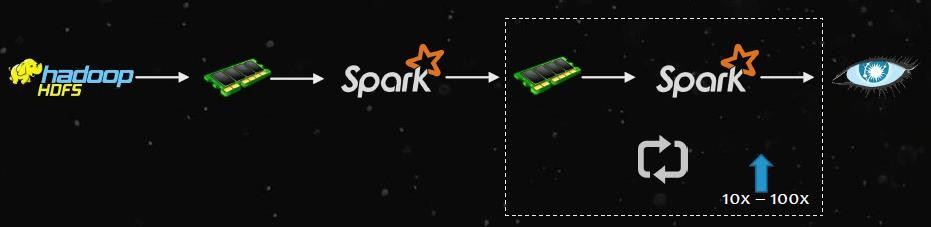 hadoop
HDFS
Spark
Spark
10x – 100x